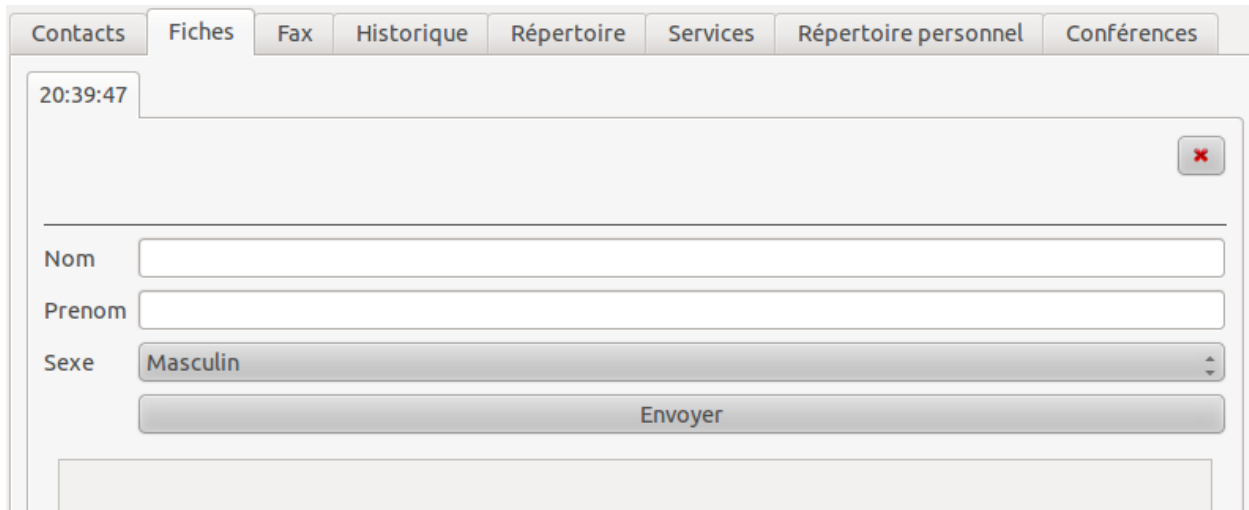 Contacts Fiches Fax Historique Répertoire Services Répertoire personnel Conférences
20:39:47
Nom
Prenom
Sexe Masculin
Envoyer